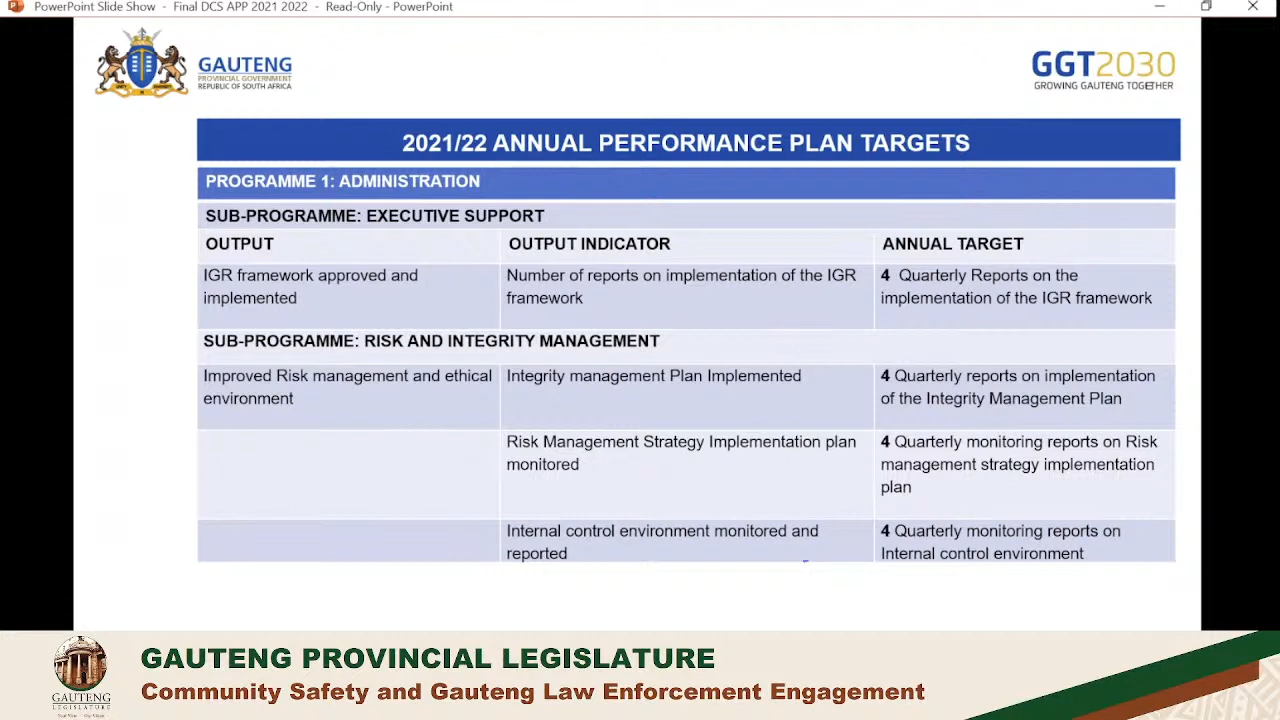 PowerPoint Slide Show - Final DCS APP 2021 2022 - Read-Only - PowerPoint
GAUTENG
PROVINCIAL GOVERNMENT
REPUBLIC OF SOUTH AFRICA
GGT2030
GROWING GAUTENG TOGETHER
2021/22 ANNUAL PERFORMANCE PLAN TARGETS
PROGRAMME 1: ADMINISTRATION
SUB-PROGRAMME: EXECUTIVE SUPPORT
OUTPUT OUTPUT INDICATOR ANNUAL TARGET
IGR framework approved and Number of reports on implementation of the IGR 4 Quarterly Reports on the
implemented framework implementation of the IGR framework
SUB-PROGRAMME: RISK AND INTEGRITY MANAGEMENT
Improved Risk management and ethical Integrity management Plan Implemented 4 Quarterly reports on implementation
environment of the Integrity Management Plan
Risk Management Strategy Implementation plan 4 Quarterly monitoring reports on Risk
monitored management strategy implementation
plan
Internal control environment monitored and 4 Quarterly monitoring reports on
reported Internal control environment
GAUTENG PROVINCIAL LEGISLATURE
Community Safety and Gauteng Law Enforcement Engagement
GAUTENG
LEGISLATURE